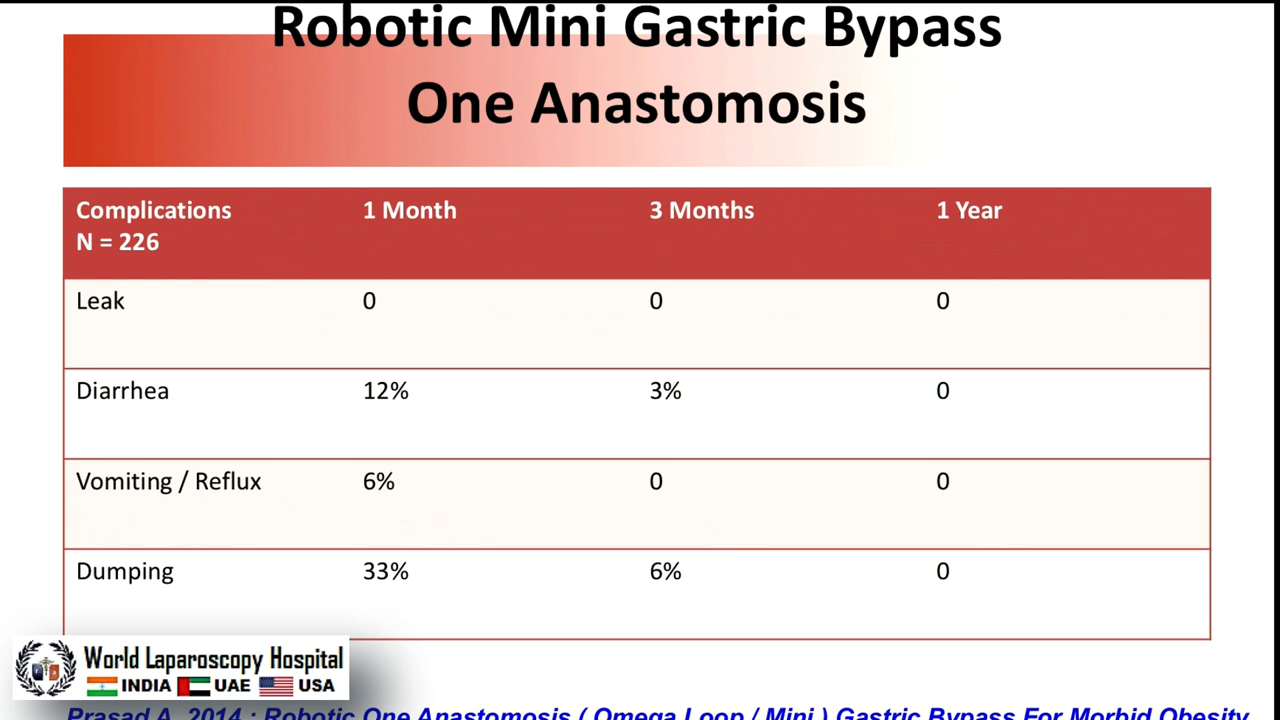 Robotic Mini Gastric Bypass
One Anastomosis
Complications 1 Month 3 Months 1 Year
N = 226
Leak 0 0 0
Diarrhea 12% 3% 0
Vomiting / Reflux 6% 0 0
Dumping 33% 6% 0
World Laparoscopy Hospital
INDIA UAE USA
Prasad A. 2014 : Robotic One Anastomosis ( Omega Loop / Mini ) Gastric Bypass For Morbid Obesity